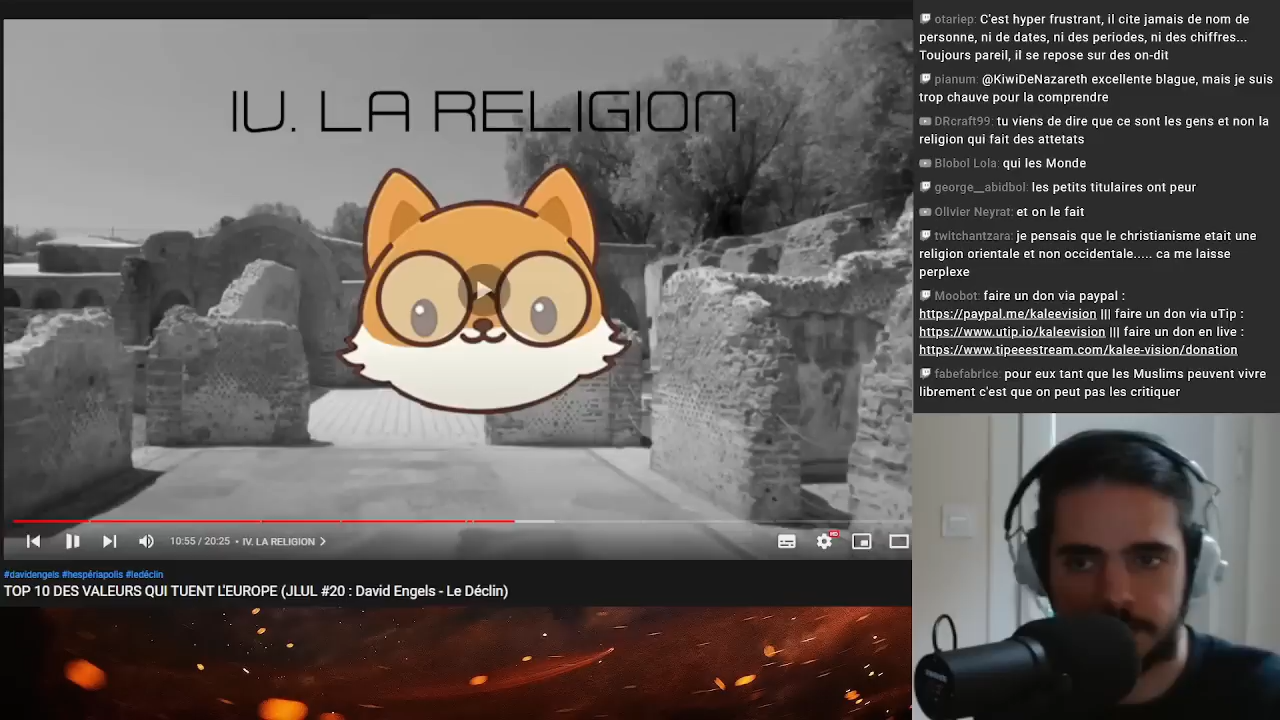 IV. LA RELIGION
10:55 / 20:25 • IV. LA RELIGION
HD
#davidengels #hespériapolis #ledéclin
TOP 10 DES VALEURS QUI TUENT L'EUROPE (JLUL #20 : David Engels - Le Déclin)
otariep: C'est hyper frustrant, il cite jamais de nom de
personne, ni de dates, ni des periodes, ni des chiffres...
Toujours pareil, il se repose sur des on-dit
pianum: @KiwiDeNazareth excellente blague, mais je suis
trop chauve pour la comprendre
DRcraft99: tu viens de dire que ce sont les gens et non la
religion qui fait des attetats
Blobol Lola: qui les Monde
george__abidbol: les petits titulaires ont peur
Olivier Neyrat: et on le fait
twitchantzara: je pensais que le christianisme etait une
religion orientale et non occidentale..... ca me laisse
perplexe
Moobot: faire un don via paypal :
https://paypal.me/kaleevision ||| faire un don via uTip :
https://www.utip.io/kaleevision ||| faire un don en live :
https://www.tipeeestream.com/kalee-vision/donation
fabefabrice: pour eux tant que les Muslims peuvent vivre
librement c'est que on peut pas les critiquer